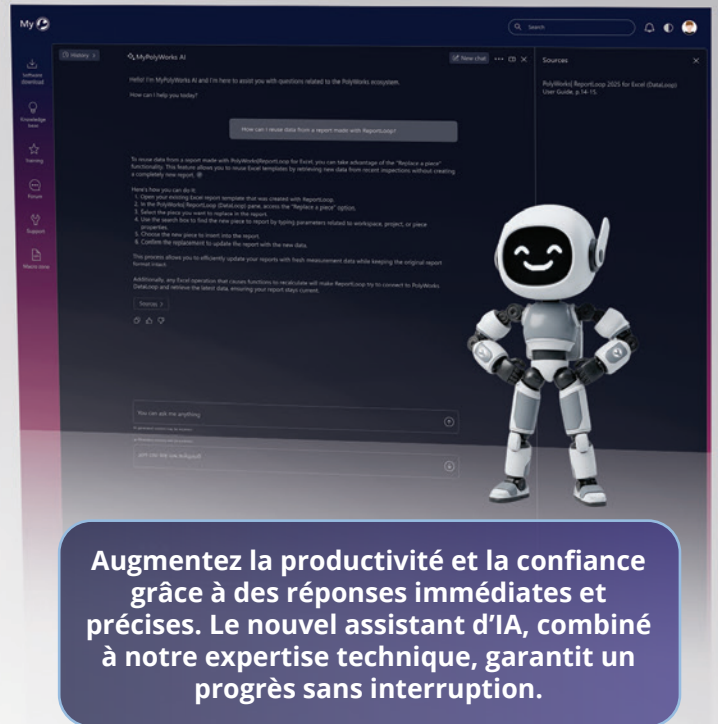 My
Search
Software
download
Knowledge
base
Training
Forum
Support
Macro zone
History >
MyPolyWorks AI
New chat
Hello! I'm MyPolyWorks AI and I'm here to assist you with questions related to the PolyWorks ecosystem.
How can I help you today?
How can I reuse data from a report made with ReportLoop?
To reuse data from a report made with PolyWorks|ReportLoop for Excel, you can take advantage of the "Replace a piece"
functionality. This feature allows you to reuse Excel templates by retrieving new data from recent inspections without creating
a completely new report.
Here's how you can do it:
1. Open your existing Excel report template that was created with ReportLoop.
2. In the PolyWorks|ReportLoop (DataLoop) pane, access the "Replace a piece" option.
3. Select the piece you want to replace in the report.
4. Use the search box to find the new piece to report by typing parameters related to workspace, project, or piece
properties.
5. Choose the new piece to insert into the report.
6. Confirm the replacement to update the report with the new data.
This process allows you to efficiently update your reports with fresh measurement data while keeping the original report
format intact.
Additionally, any Excel operation that causes functions to recalculate will make ReportLoop try to connect to PolyWorks
DataLoop and retrieve the latest data, ensuring your report stays current.
Sources >
You can ask me anything
Sources
PolyWorks| ReportLoop 2025 for Excel (DataLoop)
User Guide, p.14-15.
Augmentez la productivité et la confiance
grâce à des réponses immédiates et
précises. Le nouvel assistant d'IA, combiné
à notre expertise technique, garantit un
progrès sans interruption.